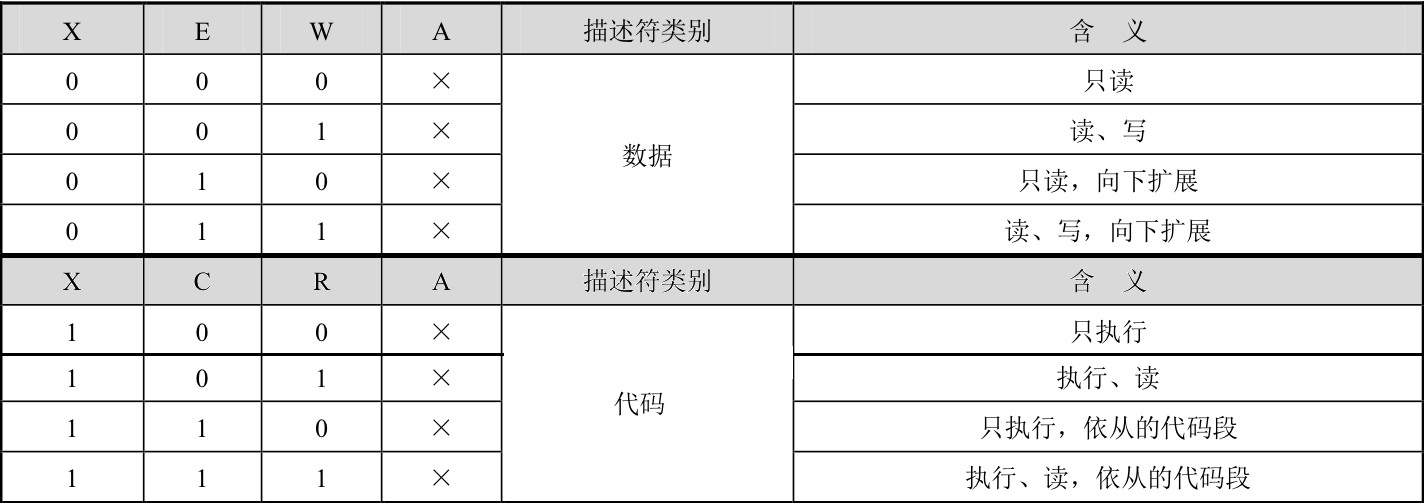 X E W A 描述符类别 含 义
0 0 0 × 数据 只读
0 0 1 × 读、写
0 1 0 × 只读，向下扩展
0 1 1 × 读、写，向下扩展
X C R A 描述符类别 含 义
1 0 0 × 代码 只执行
1 0 1 × 执行、读
1 1 0 × 只执行，依从的代码段
1 1 1 × 执行、读，依从的代码段